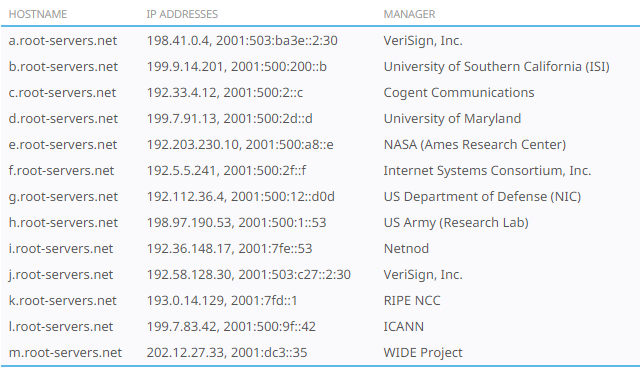 HOSTNAME IP ADDRESSES MANAGER
a.root-servers.net 198.41.0.4, 2001:503:ba3e::2:30 VeriSign, Inc.
b.root-servers.net 199.9.14.201, 2001:500:200::b University of Southern California (ISI)
c.root-servers.net 192.33.4.12, 2001:500:2::c Cogent Communications
d.root-servers.net 199.7.91.13, 2001:500:2d::d University of Maryland
e.root-servers.net 192.203.230.10, 2001:500:a8::e NASA (Ames Research Center)
f.root-servers.net 192.5.5.241, 2001:500:2f::f Internet Systems Consortium, Inc.
g.root-servers.net 192.112.36.4, 2001:500:12::d0d US Department of Defense (NIC)
h.root-servers.net 198.97.190.53, 2001:500:1::53 US Army (Research Lab)
i.root-servers.net 192.36.148.17, 2001:7fe::53 Netnod
j.root-servers.net 192.58.128.30, 2001:503:c27::2:30 VeriSign, Inc.
k.root-servers.net 193.0.14.129, 2001:7fd::1 RIPE NCC
l.root-servers.net 199.7.83.42, 2001:500:9f::42 ICANN
m.root-servers.net 202.12.27.33, 2001:dc3::35 WIDE Project